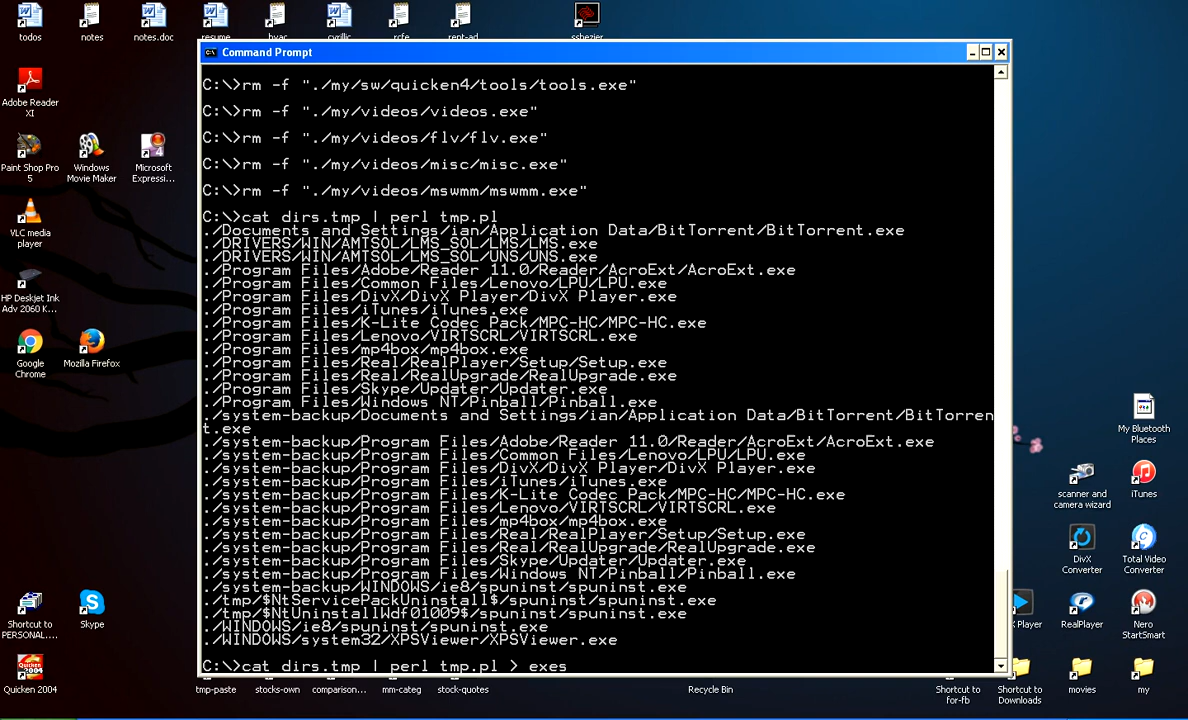 todos
notes
notes.doc
resume
hvac
cyrillic
rcfe
rent-ad
Command Prompt
C:\>rm -f "./my/sw/quicken4/tools/tools.exe"
C:\>rm -f "./my/videos/videos.exe"
C:\>rm -f "./my/videos/flv/flv.exe"
C:\>rm -f "./my/videos/misc/misc.exe"
C:\>rm -f "./my/videos/mswmm/mswmm.exe"
C:\>cat dirs.tmp | perl tmp.pl
./Documents and Settings/ian/Application Data/BitTorrent/BitTorrent.exe
./DRIVERS/WIN/AMTSOL/LMS_SOL/LMS/LMS.exe
./DRIVERS/WIN/AMTSOL/LMS_SOL/UNS/UNS.exe
./Program Files/Adobe/Reader 11.0/Reader/AcroExt/AcroExt.exe
./Program Files/Common Files/Lenovo/LPU/LPU.exe
./Program Files/DivX/DivX Player/DivX Player.exe
./Program Files/iTunes/iTunes.exe
./Program Files/K-Lite Codec Pack/MPC-HC/MPC-HC.exe
./Program Files/Lenovo/VIRTSCRL/VIRTSCRL.exe
./Program Files/mp4box/mp4box.exe
./Program Files/Real/RealPlayer/Setup/Setup.exe
./Program Files/Real/RealUpgrade/RealUpgrade.exe
./Program Files/Skype/Updater/Updater.exe
./Program Files/Windows NT/Pinball/Pinball.exe
./system-backup/Documents and Settings/ian/Application Data/BitTorrent/BitTorren
t.exe
./system-backup/Program Files/Adobe/Reader 11.0/Reader/AcroExt/AcroExt.exe
./system-backup/Program Files/Common Files/Lenovo/LPU/LPU.exe
./system-backup/Program Files/DivX/DivX Player/DivX Player.exe
./system-backup/Program Files/iTunes/iTunes.exe
./system-backup/Program Files/K-Lite Codec Pack/MPC-HC/MPC-HC.exe
./system-backup/Program Files/Lenovo/VIRTSCRL/VIRTSCRL.exe
./system-backup/Program Files/mp4box/mp4box.exe
./system-backup/Program Files/Real/RealPlayer/Setup/Setup.exe
./system-backup/Program Files/Real/RealUpgrade/RealUpgrade.exe
./system-backup/Program Files/Skype/Updater/Updater.exe
./system-backup/Program Files/Windows NT/Pinball/Pinball.exe
./system-backup/WINDOWS/ie8/spuninst/spuninst.exe
./tmp/$NtServicePackUninstall$/spuninst/spuninst.exe
./tmp/$NtUninstallWdf01009$/spuninst/spuninst.exe
./WINDOWS/ie8/spuninst/spuninst.exe
./WINDOWS/system32/XPSViewer/XPSViewer.exe
C:\>cat dirs.tmp | perl tmp.pl > exes
Adobe Reader
XI
Paint Shop Pro
5
Windows
Movie Maker
Microsoft
Expressi...
VLC media
player
HP Deskjet Ink
Adv 2060 K...
Google
Chrome
Mozilla Firefox
My Bluetooth
Places
scanner and
camera wizard
iTunes
DivX
Converter
Total Video
Converter
Shortcut to
PERSONAL....
Skype
X Player
RealPlayer
Nero
StartSmart
Quicken 2004
tmp-paste
stocks-own
comparison...
mm-categ
stock-quotes
Recycle Bin
Shortcut to
for-fb
Shortcut to
Downloads
movies
my